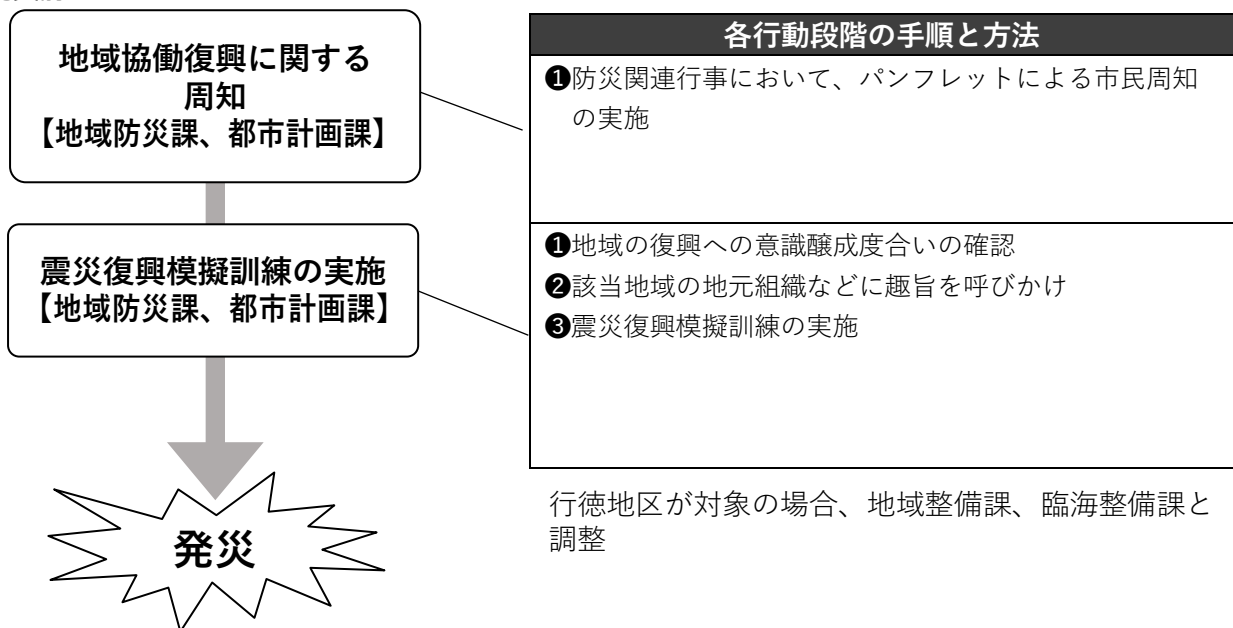 地域協働復興に関する
周知
【地域防災課、都市計画課】
各行動段階の手順と方法
❶防災関連行事において、パンフレットによる市民周知
の実施
震災復興模擬訓練の実施
【地域防災課、都市計画課】
❶地域の復興への意識醸成度合いの確認
❷該当地域の地元組織などに趣旨を呼びかけ
❸震災復興模擬訓練の実施
発災
行徳地区が対象の場合、地域整備課、臨海整備課と
調整